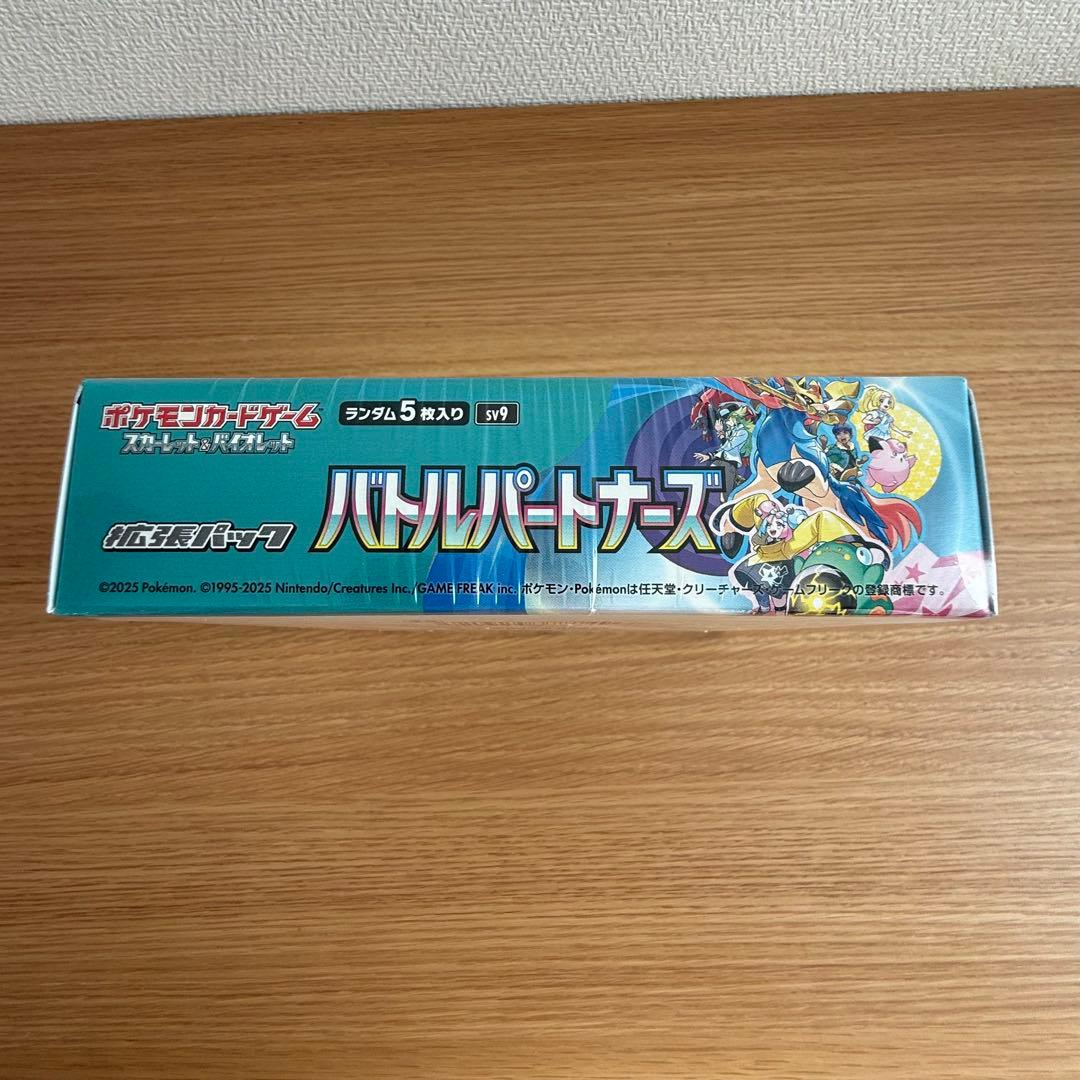 ポケモンカードゲーム
スカーレット&バイオレット
ランダム5枚入り sv9
拡張パック
バトルパートナーズ
©2025 Pokémon. ©1995-2025 Nintendo/Creatures Inc./GAME FREAK inc. ポケモン・Pokémonは任天堂・クリーチャーズ・ゲームフリークの登録商標です。